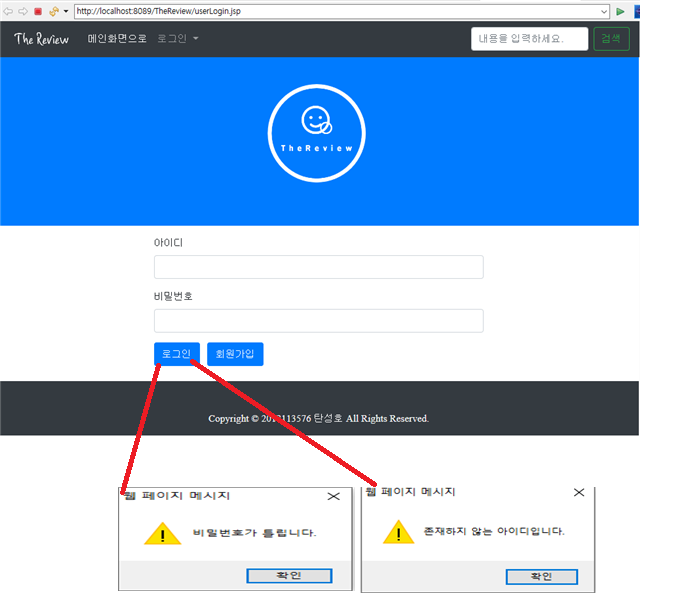 http://localhost:8089/TheReview/userLogin.jsp
The Review 메인화면으로 로그인 내용을 입력하세요. 검색
TheReview
아이디
비밀번호
로그인 회원가입
Copyright © 탄성호 All Rights Reserved.
웹 페이지 메시지
비밀번호가 틀립니다.
확인
웹 페이지 메시지
존재하지 않는 아이디입니다.
확인